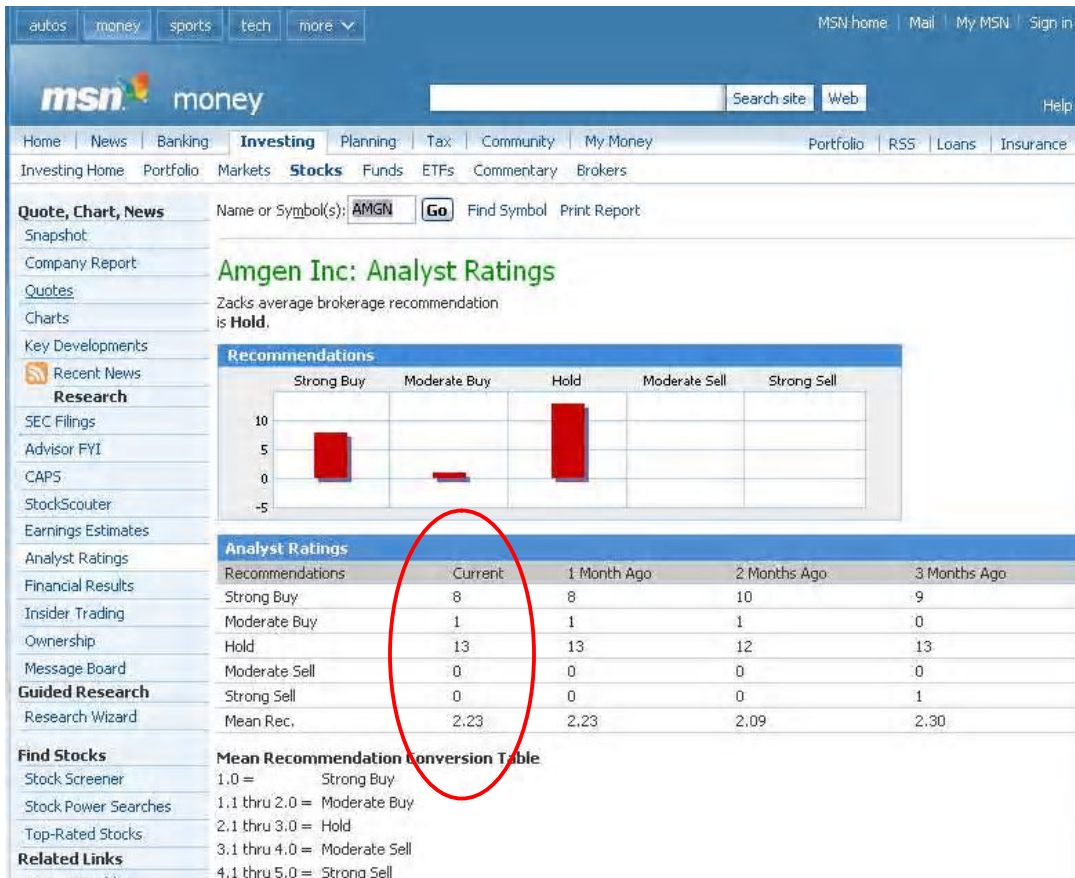 autos money sports tech more MSN home Mail My MSN Sign in
msn money Search site Web Help
Home News Banking Investing Planning Tax Community My Money Portfolio RSS Loans Insurance
Investing Home Portfolio Markets Stocks Funds ETFs Commentary Brokers
Quote, Chart, News
Snapshot
Company Report
Quotes
Charts
Key Developments
Recent News
Research
SEC Filings
Advisor FYI
CAPS
StockScouter
Earnings Estimates
Analyst Ratings
Financial Results
Insider Trading
Ownership
Message Board
Guided Research
Research Wizard
Find Stocks
Stock Screener
Stock Power Searches
Top-Rated Stocks
Related Links
Name or Symbol(s): AMGN Go Find Symbol Print Report
Amgen Inc: Analyst Ratings
Zacks average brokerage recommendation
is Hold.
Recommendations
Strong Buy Moderate Buy Hold Moderate Sell Strong Sell
10
5
0
-5
Analyst Ratings
Recommendations Current 1 Month Ago 2 Months Ago 3 Months Ago
Strong Buy 8 8 10 9
Moderate Buy 1 1 1 0
Hold 13 13 12 13
Moderate Sell 0 0 0 0
Strong Sell 0 0 0 1
Mean Rec. 2.23 2.23 2.09 2.30
Mean Recommendation Conversion Table
1.0 = Strong Buy
1.1 thru 2.0 = Moderate Buy
2.1 thru 3.0 = Hold
3.1 thru 4.0 = Moderate Sell
4.1 thru 5.0 = Strong Sell